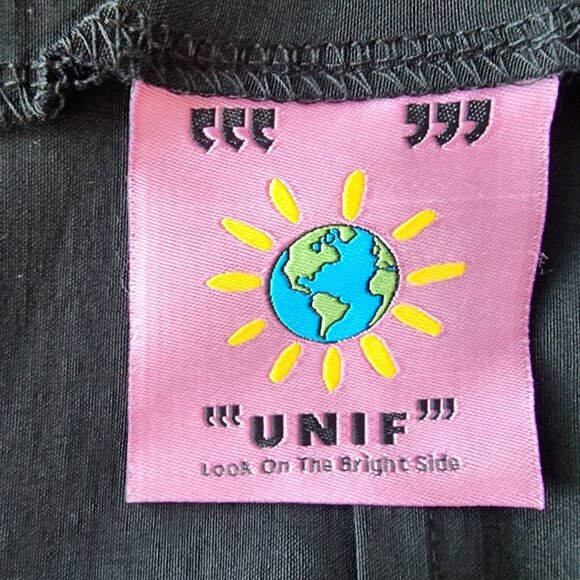 ‘‘‘ ’’’
‘‘‘UNIF’’’
Look On The Bright Side